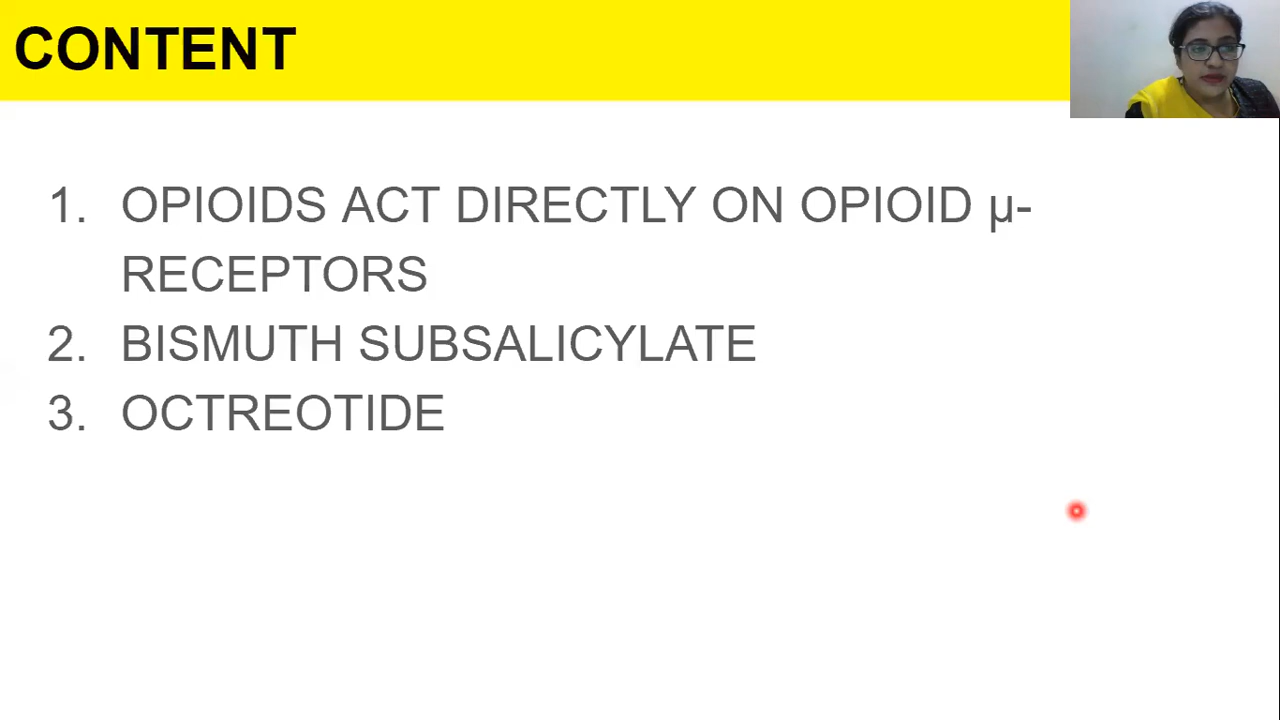 CONTENT
1. OPIOIDS ACT DIRECTLY ON OPIOID µ-
RECEPTORS
2. BISMUTH SUBSALICYLATE
3. OCTREOTIDE